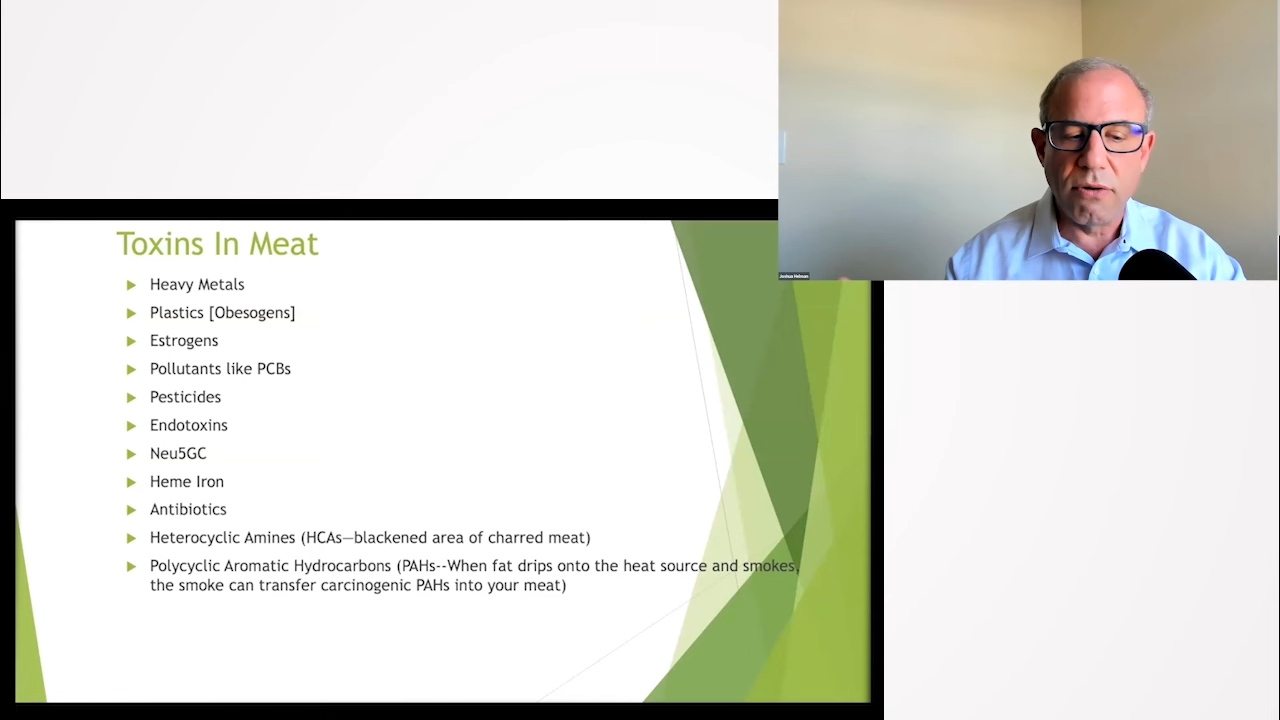 Toxins In Meat
Heavy Metals
Plastics [Obesogens]
Estrogens
Pollutants like PCBs
Pesticides
Endotoxins
Neu5GC
Heme Iron
Antibiotics
Heterocyclic Amines (HCAs—blackened area of charred meat)
Polycyclic Aromatic Hydrocarbons (PAHs--When fat drips onto the heat source and smokes,
the smoke can transfer carcinogenic PAHs into your meat)
Joshua Helman